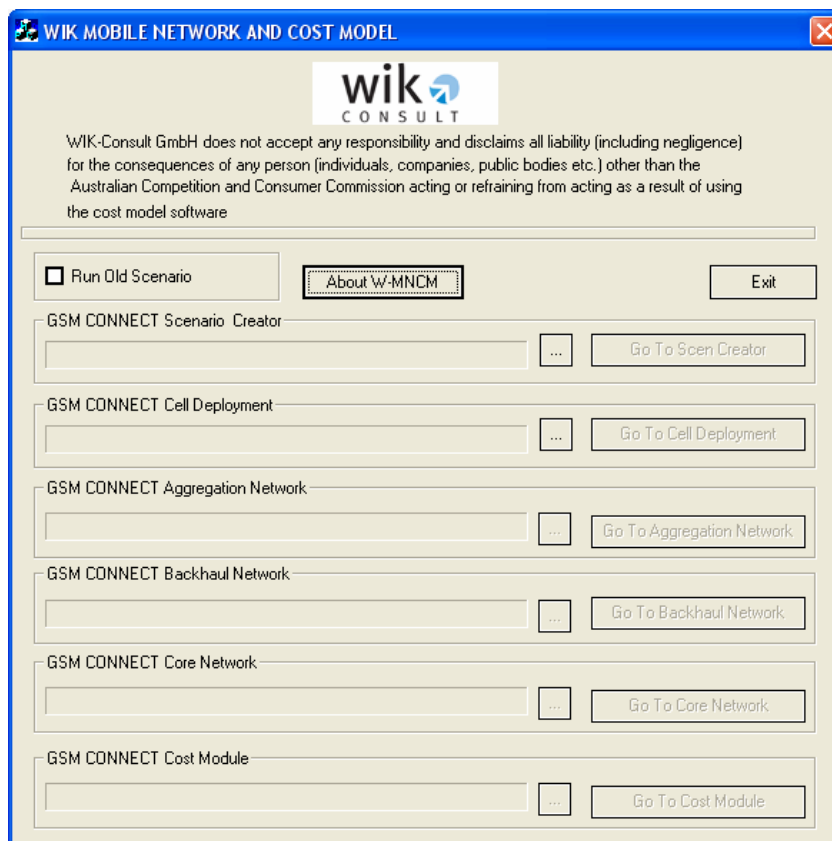 WIK MOBILE NETWORK AND COST MODEL
wik
CONSULT
WIK-Consult GmbH does not accept any responsibility and disclaims all liability (including negligence)
for the consequences of any person (individuals, companies, public bodies etc.) other than the
Australian Competition and Consumer Commission acting or refraining from acting as a result of using
the cost model software
Run Old Scenario
About W-MNCM
Exit
GSM CONNECT Scenario Creator
...
Go To Scen Creator
GSM CONNECT Cell Deployment
...
Go To Cell Deployment
GSM CONNECT Aggregation Network
...
Go To Aggregation Network
GSM CONNECT Backhaul Network
...
Go To Backhaul Network
GSM CONNECT Core Network
...
Go To Core Network
GSM CONNECT Cost Module
...
Go To Cost Module